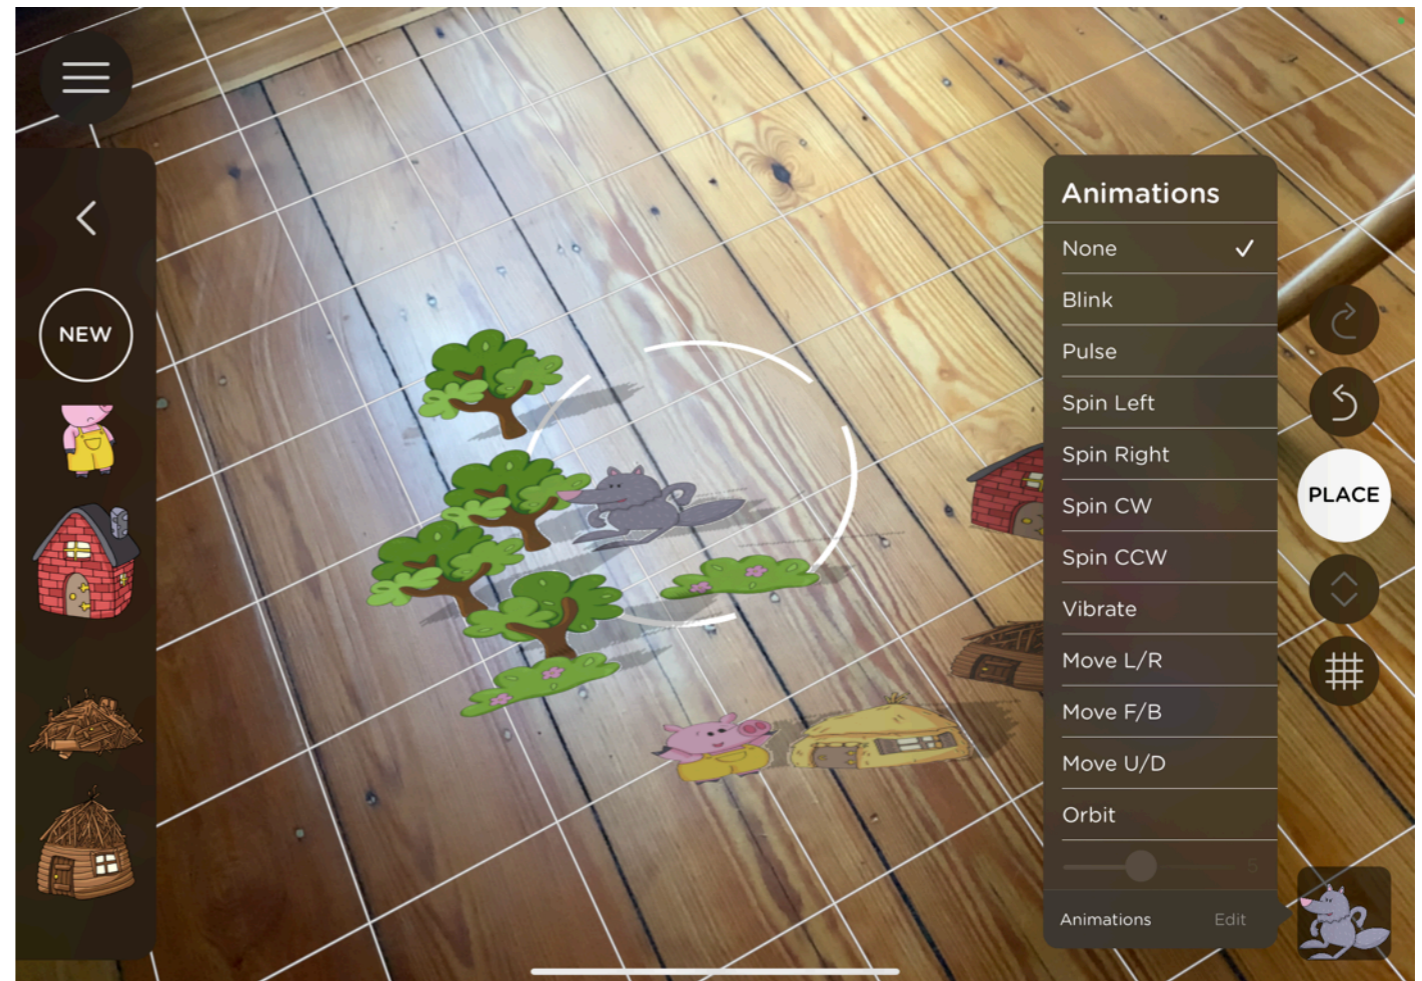 NEW
Animations
None
Blink
Pulse
Spin Left
Spin Right
Spin CW
Spin CCW
Vibrate
Move L/R
Move F/B
Move U/D
Orbit
5
Animations Edit
PLACE